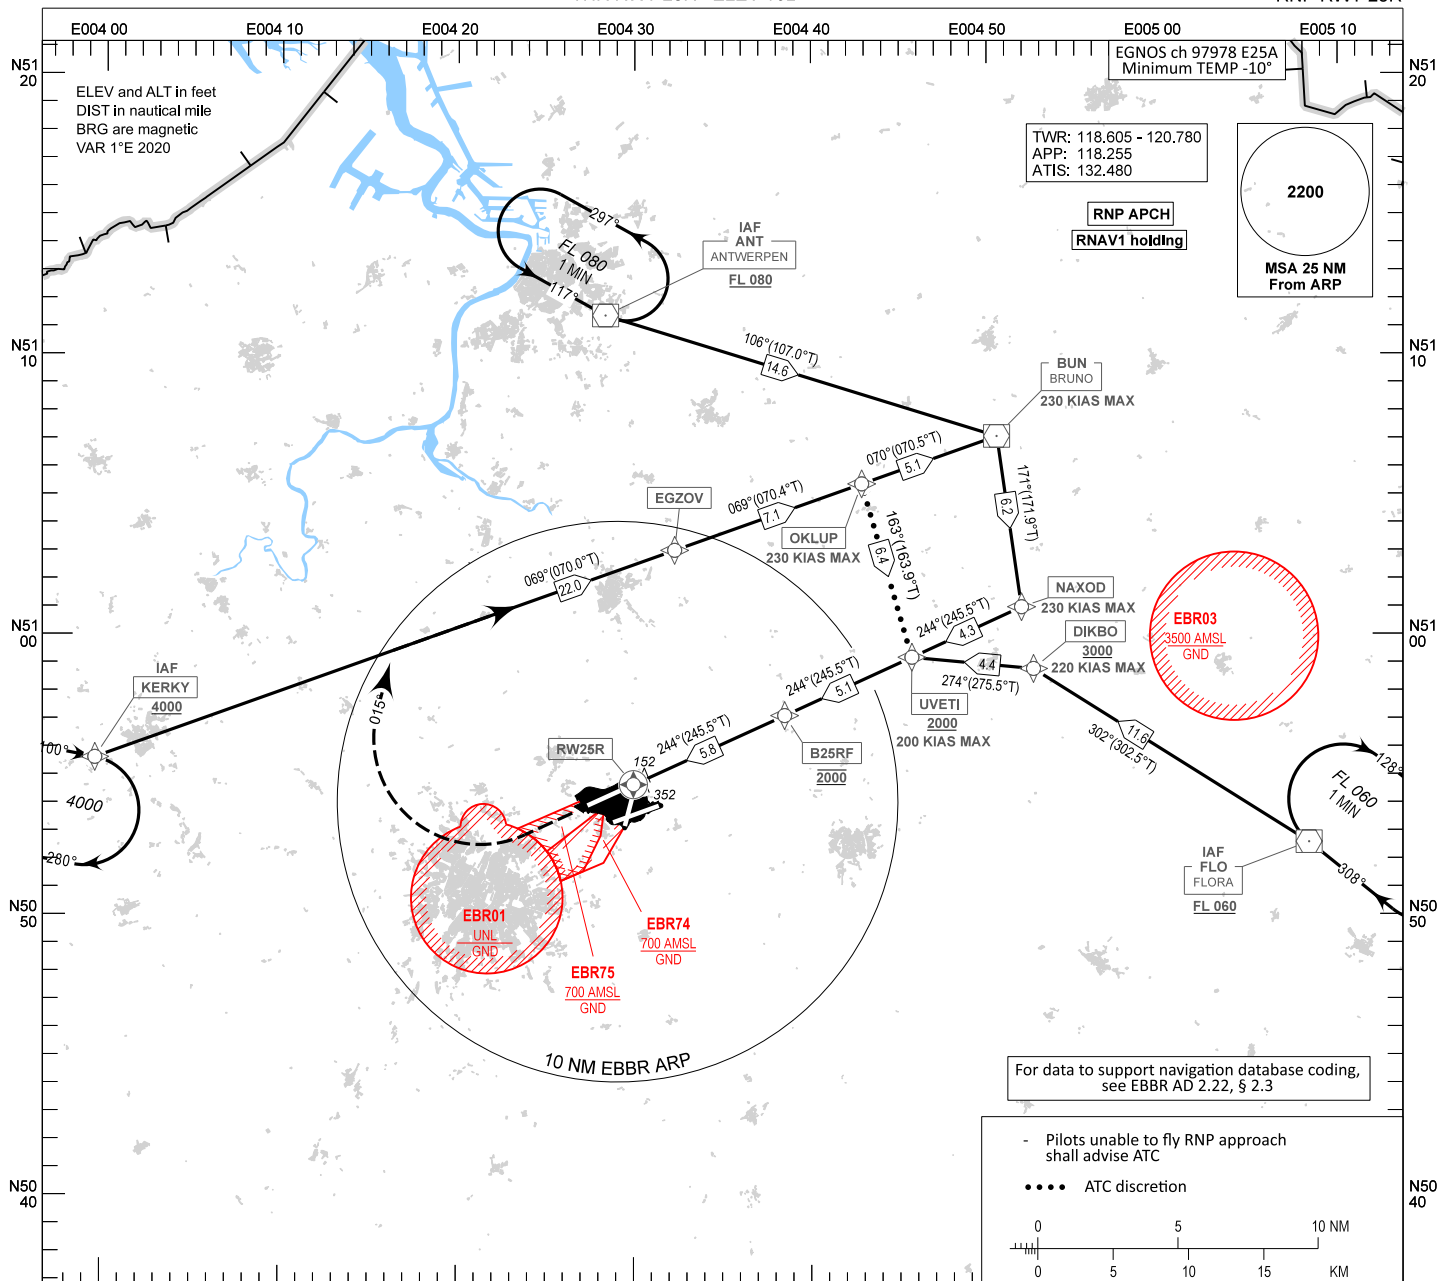 E004 00
E004 10
E004 20
E004 30
E004 40
E004 50
E005 00
E005 10
N51
20
N51
20
EGNOS ch 97978 E25A
Minimum TEMP -10°
ELEV and ALT in feet
DIST in nautical mile
BRG are magnetic
VAR 1°E 2020
TWR: 118.605 - 120.780
APP: 118.255
ATIS: 132.480
RNP APCH
RNAV1 holding
2200
MSA 25 NM
From ARP
297°
FL 080
1 MIN
117°
IAF
ANT
ANTWERPEN
FL 080
N51
10
N51
10
106°(107.0°T)
14.6
BUN
BRUNO
230 KIAS MAX
070°(070.5°T)
5.1
171°(171.9°T)
6.2
EGZOV
069°(070.4°T)
7.1
OKLUP
230 KIAS MAX
163°(163.9°T)
6.4
069°(070.0°T)
22.0
NAXOD
230 KIAS MAX
244°(245.5°T)
4.3
EBR03
3500 AMSL
GND
N51
00
N51
00
DIKBO
3000
220 KIAS MAX
4.4
274°(275.5°T)
IAF
KERKY
4000
100°
4000
280°
015°
244°(245.5°T)
5.1
UVETI
2000
200 KIAS MAX
244°(245.5°T)
5.8
B25RF
2000
RW25R
152
352
11.6
302°(302.5°T)
128°
FL 060
1 MIN
308°
IAF
FLO
FLORA
FL 060
N50
50
N50
50
EBR01
UNL
GND
EBR74
700 AMSL
GND
EBR75
700 AMSL
GND
10 NM EBBR ARP
For data to support navigation database coding,
see EBBR AD 2.22, § 2.3
- Pilots unable to fly RNP approach
shall advise ATC
ATC discretion
N50
40
N50
40
0 5 10 NM
0 5 10 15 KM